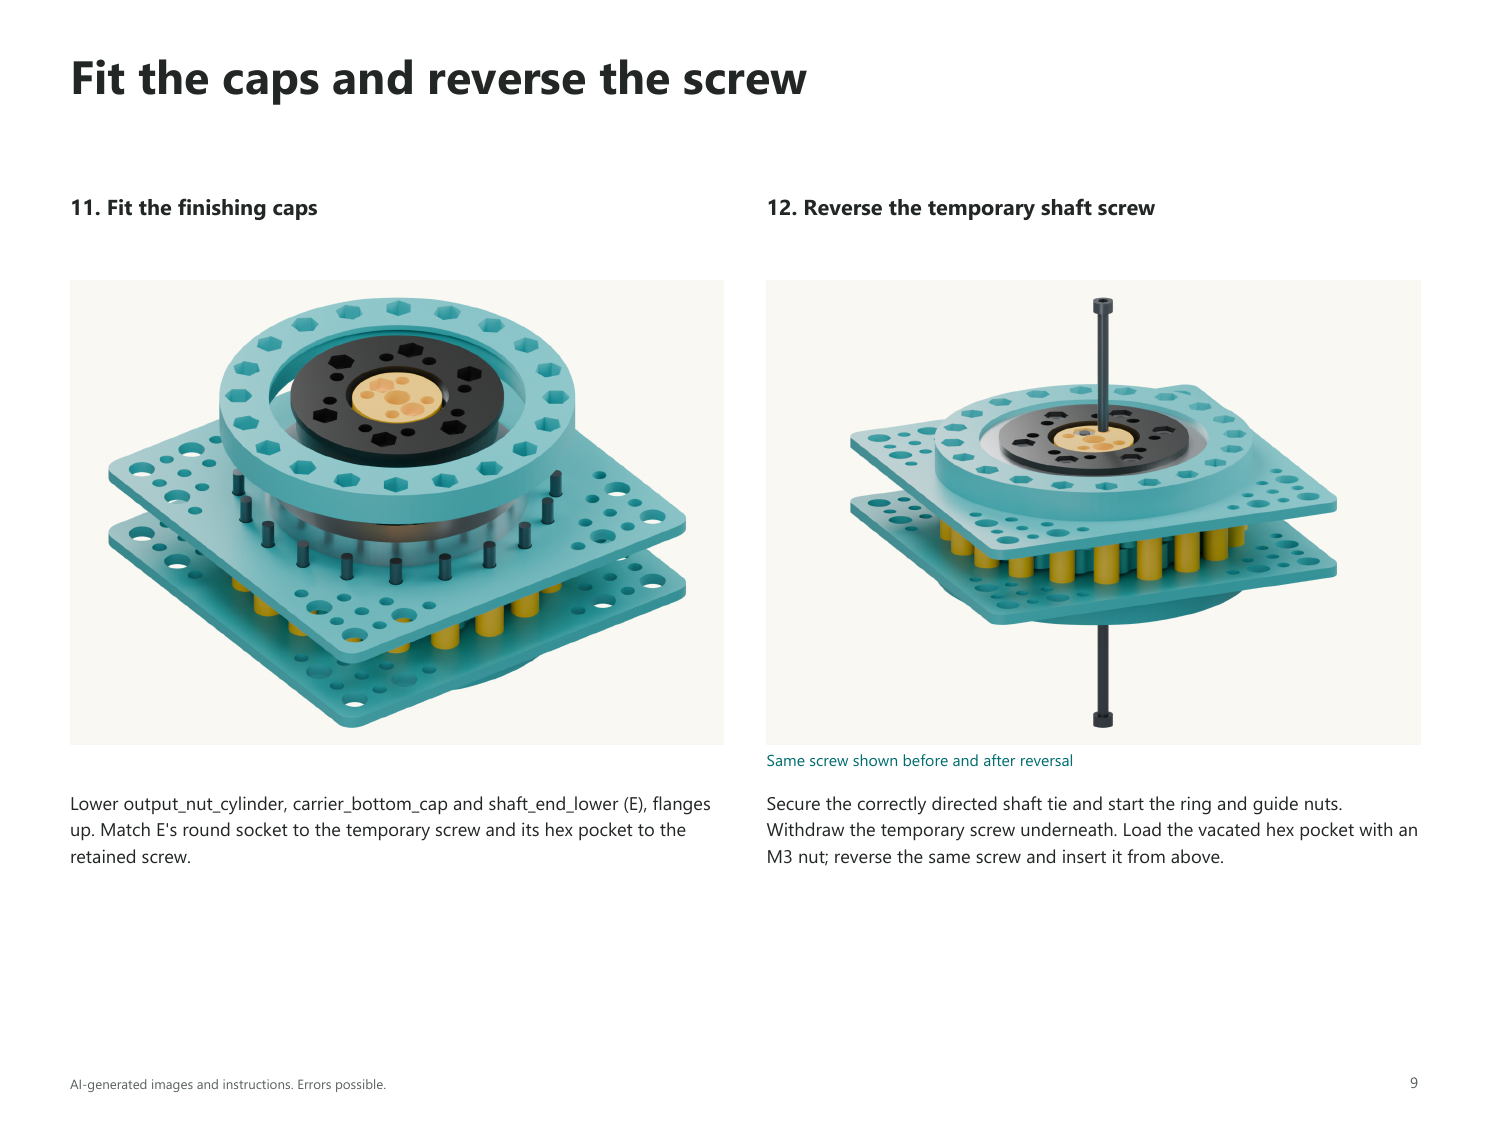 Fit the caps and reverse the screw
11. Fit the finishing caps
Lower output_nut_cylinder, carrier_bottom_cap and shaft_end_lower (E), flanges
up. Match E's round socket to the temporary screw and its hex pocket to the
retained screw.
12. Reverse the temporary shaft screw
Same screw shown before and after reversal
Secure the correctly directed shaft tie and start the ring and guide nuts.
Withdraw the temporary screw underneath. Load the vacated hex pocket with an
M3 nut; reverse the same screw and insert it from above.
AI-generated images and instructions. Errors possible.
9